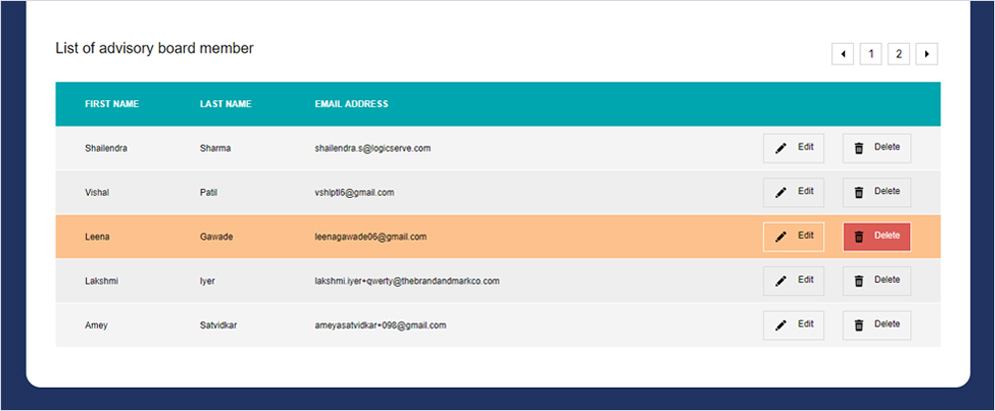 List of advisory board member
1 2
FIRST NAME LAST NAME EMAIL ADDRESS
Shailendra Sharma shailendra.s@logicserve.com Edit Delete
Vishal Patil vshlptl6@gmail.com Edit Delete
Leena Gawade leenagawade06@gmail.com Edit Delete
Lakshmi Iyer lakshmi.iyer+qwerty@thebrandandmarkco.com Edit Delete
Amey Satvidkar ameyasatvidkar+098@gmail.com Edit Delete